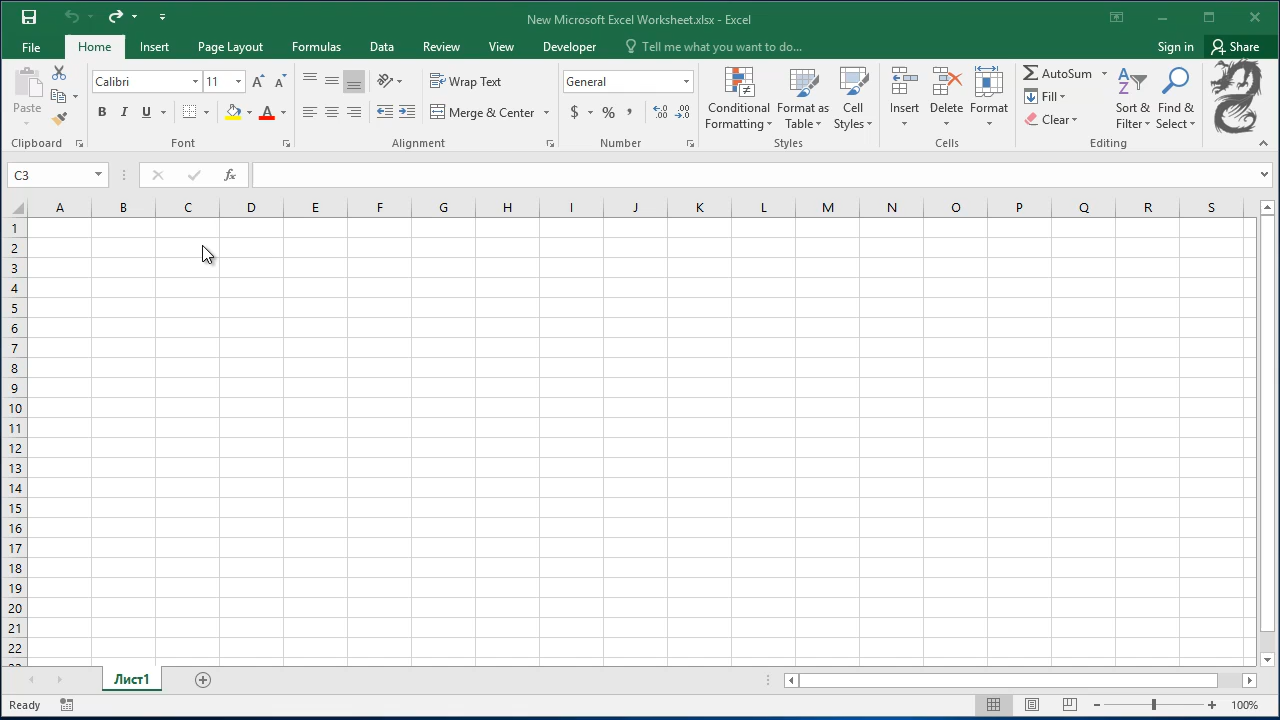 New Microsoft Excel Worksheet.xlsx - Excel
File Home Insert Page Layout Formulas Data Review View Developer Tell me what you want to do... Sign in Share
Paste
Clipboard
Calibri 11
B I U A
Font
Wrap Text
Merge & Center
Alignment
General
$ % ,
Number
Conditional Formatting
Format as Table
Cell Styles
Styles
Insert Delete Format
Cells
AutoSum
Fill
Clear
Sort & Filter
Find & Select
Editing
C3 fx
A B C D E F G H I J K L M N O P Q R S
1
2
3
4
5
6
7
8
9
10
11
12
13
14
15
16
17
18
19
20
21
22
Лист1
Ready 100%